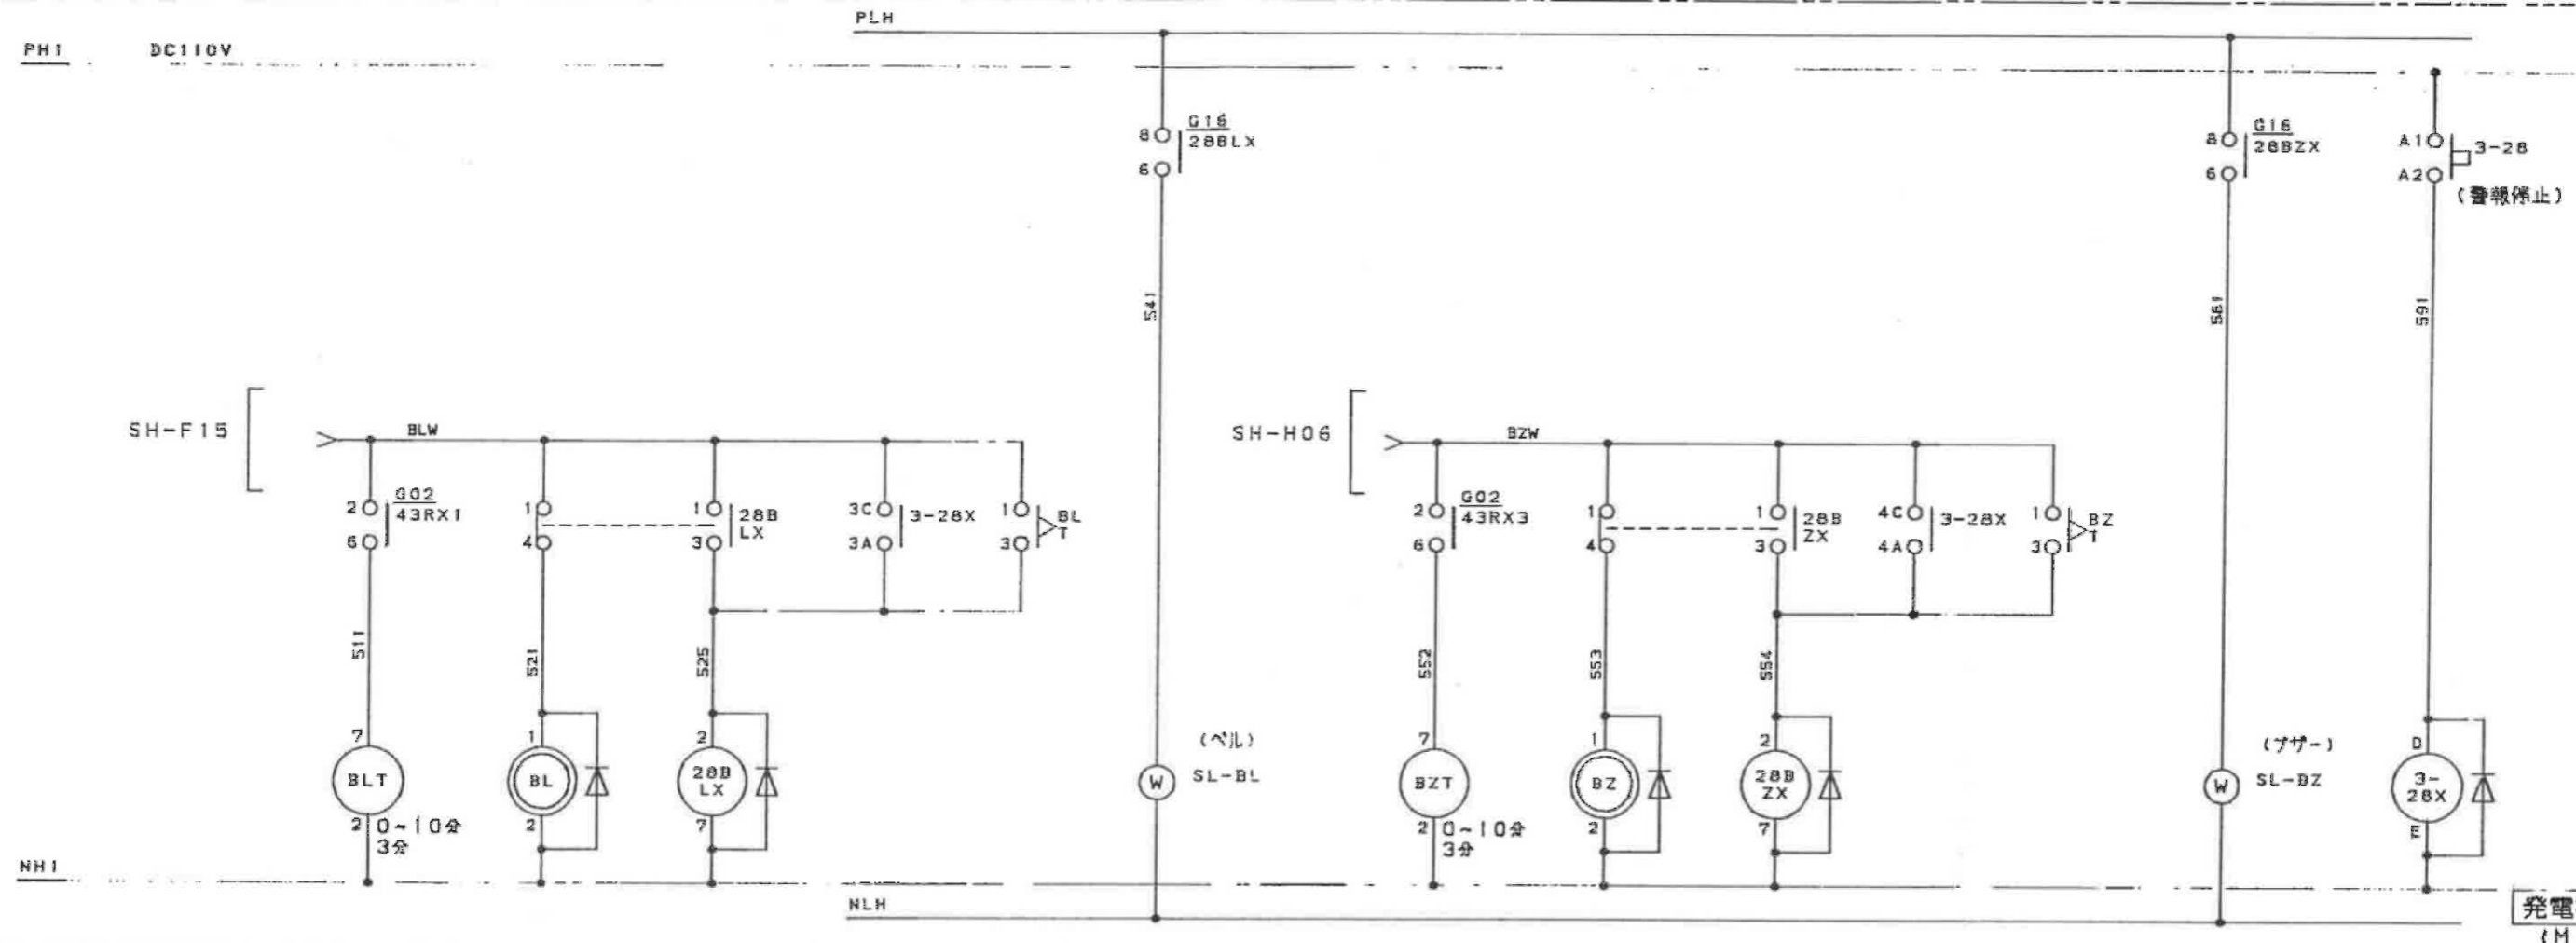 PLH
PH1 DC110V
8 G16
28BLX
6
8 G16
28BZX
6
A1 3-28
A2
(警報停止)
541
561
591
SH-F15
BLW
SH-H06
BZW
2 G02
43RX1
6
1
4
1 28B
LX
3
3C 3-28X
3A
1 BL
T
3
2 G02
43RX3
6
1
4
1 28B
ZX
3
4C 3-28X
4A
1 BZ
T
3
511
521
525
552
553
554
7
BLT
2 0~10分
3分
1
BL
2
2
28B
LX
7
(ベル)
W SL-BL
7
BZT
2 0~10分
3分
1
BZ
2
2
28B
ZX
7
(ブザー)
W SL-BZ
D
3-
28X
E
NH1
NLH
発電
(M